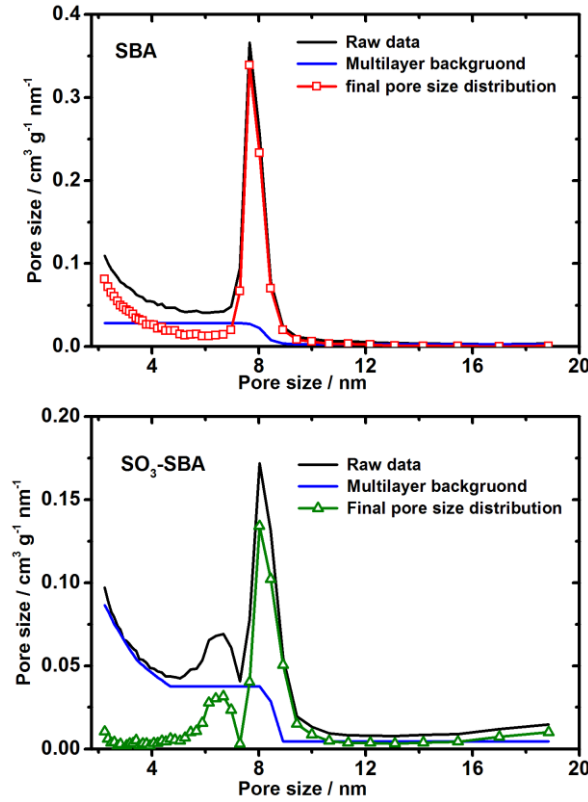 SBA
Raw data
Multilayer backgruond
final pore size distribution
Pore size / cm³ g⁻¹ nm⁻¹
0.4
0.3
0.2
0.1
0.0
4 8 12 16 20
Pore size / nm
SO₃-SBA
Raw data
Multilayer backgruond
Final pore size distribution
Pore size / cm³ g⁻¹ nm⁻¹
0.20
0.15
0.10
0.05
0.00
4 8 12 16 20
Pore size / nm